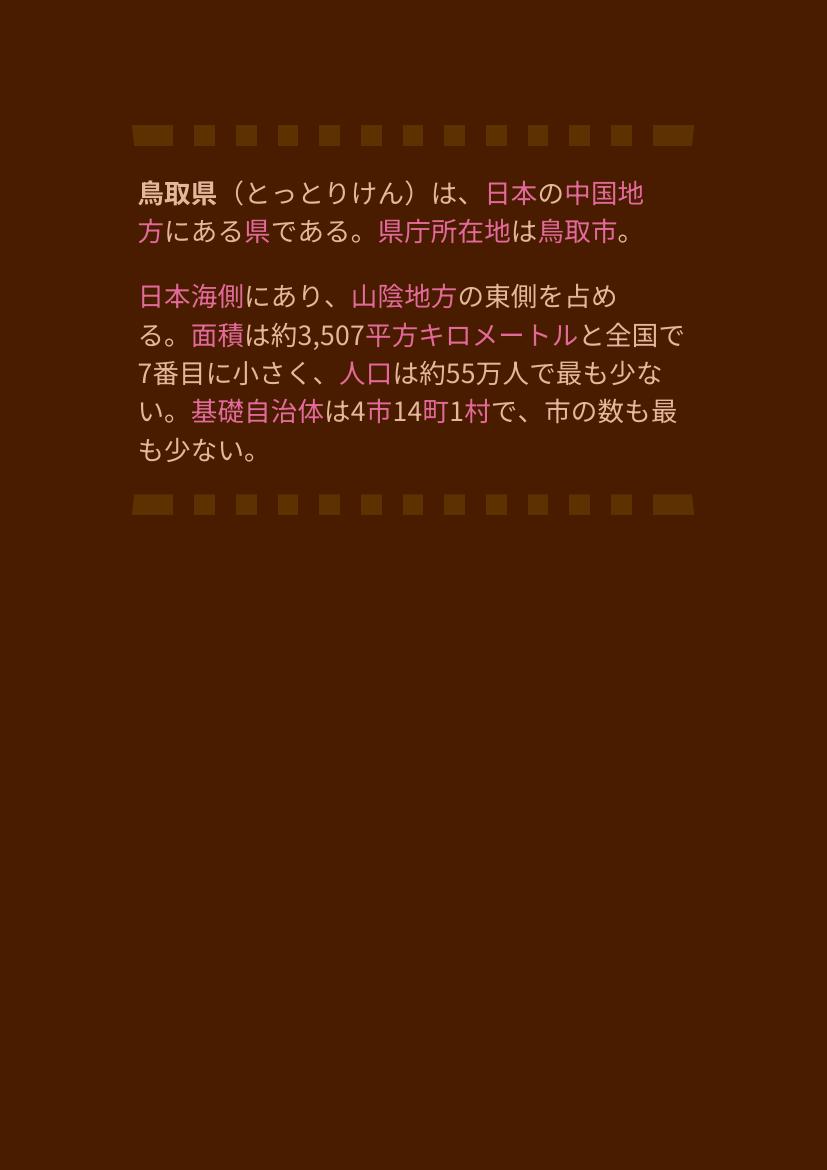 鳥取県（とっとりけん）は、日本の中国地
方にある県である。県庁所在地は鳥取市。
日本海側にあり、山陰地方の東側を占め
る。面積は約3,507平方キロメートルと全国で
7番目に小さく、人口は約55万人で最も少な
い。基礎自治体は4市14町1村で、市の数も最
も少ない。